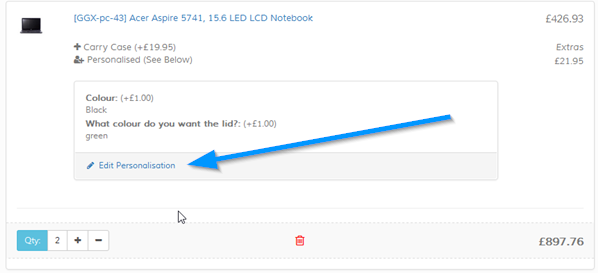 [GGX-pc-43] Acer Aspire 5741, 15.6 LED LCD Notebook £426.93
Carry Case (+£19.95) Extras
Personalised (See Below) £21.95
Colour: (+£1.00)
Black
What colour do you want the lid?: (+£1.00)
green
Edit Personalisation
Qty: 2 + − £897.76